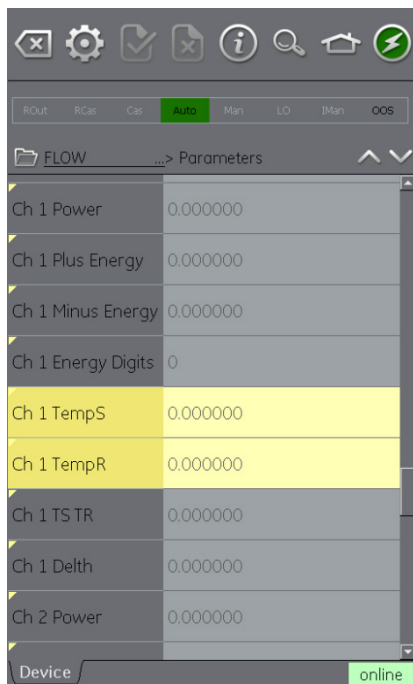 ROut RCas Cas Auto Man LO IMan OOS
FLOW ...> Parameters
Ch 1 Power 0.000000
Ch 1 Plus Energy 0.000000
Ch 1 Minus Energy 0.000000
Ch 1 Energy Digits 0
Ch 1 TempS 0.000000
Ch 1 TempR 0.000000
Ch 1 TS TR 0.000000
Ch 1 Delth 0.000000
Ch 2 Power 0.000000
Device online